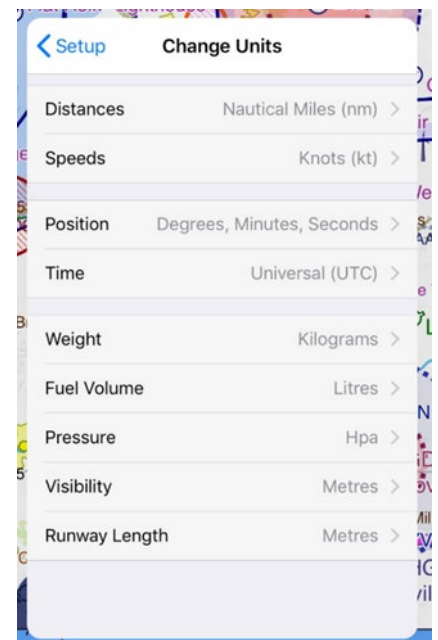 Setup
Change Units
Distances Nautical Miles (nm)
Speeds Knots (kt)
Position Degrees, Minutes, Seconds
Time Universal (UTC)
Weight Kilograms
Fuel Volume Litres
Pressure Hpa
Visibility Metres
Runway Length Metres